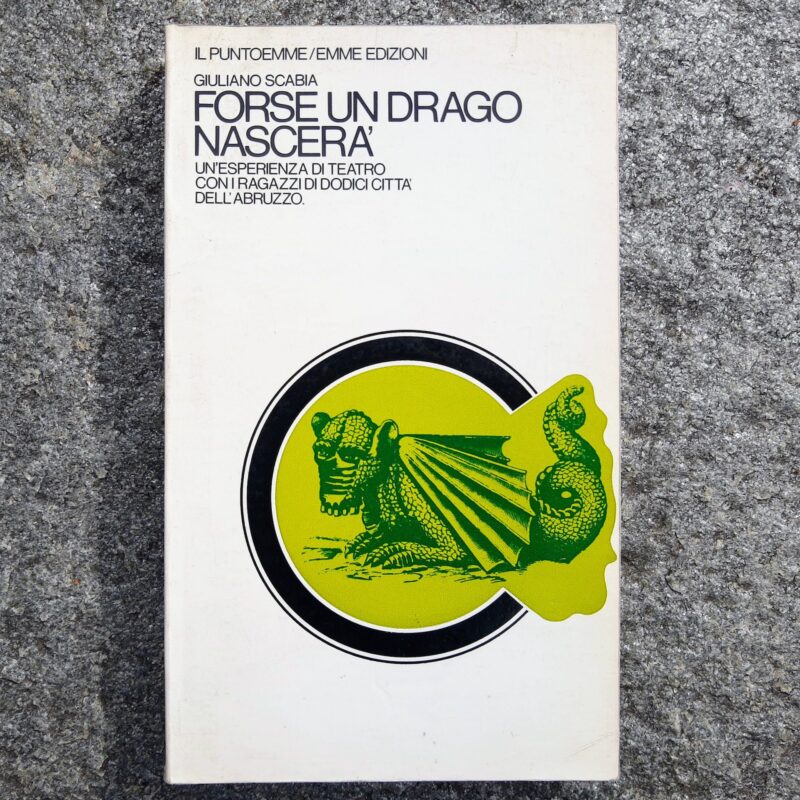 IL PUNTOEMME/EMME EDIZIONI
GIULIANO SCABIA
FORSE UN DRAGO
NASCERA'
UN'ESPERIENZA DI TEATRO
CON I RAGAZZI DI DODICI CITTA'
DELL'ABRUZZO.